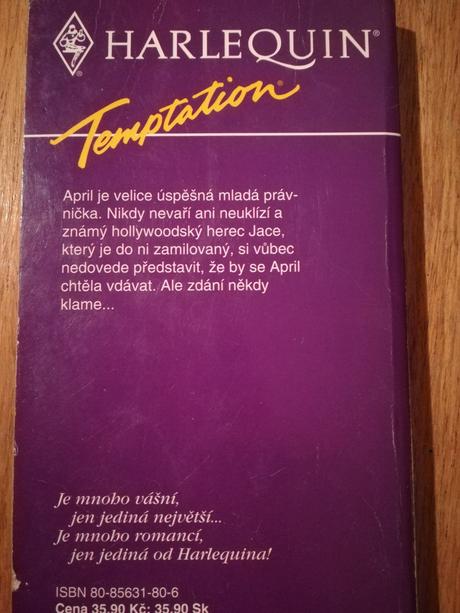 HARLEQUIN®
Temptation®
April je velice úspěšná mladá práv-
nička. Nikdy nevaří ani neuklízí a
známý hollywoodský herec Jace,
který je do ni zamilovaný, si vůbec
nedovede představit, že by se April
chtěla vdávat. Ale zdání někdy
klame...
Je mnoho vášní,
jen jediná největší...
Je mnoho romancí,
jen jediná od Harlequina!
ISBN 80-85631-80-6
Cena 35,90 Kč; 35,90 Sk